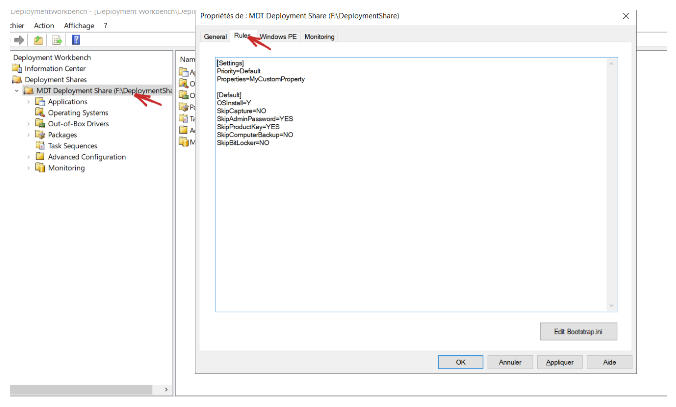 DeploymentWorkbench - [Deployment Workbench\Deplo
chier Action Affichage ?
Deployment Workbench
Information Center
Deployment Shares
MDT Deployment Share (F:\DeploymentSha
Applications
Operating Systems
Out-of-Box Drivers
Packages
Task Sequences
Advanced Configuration
Monitoring
Nam
Propriétés de : MDT Deployment Share (F:\DeploymentShare)
General Rules Windows PE Monitoring
[Settings]
Priority=Default
Properties=MyCustomProperty
[Default]
OSInstall=Y
SkipCapture=NO
SkipAdminPassword=YES
SkipProductKey=YES
SkipComputerBackup=NO
SkipBitLocker=NO
Edit Bootstrap.ini
OK Annuler Appliquer Aide